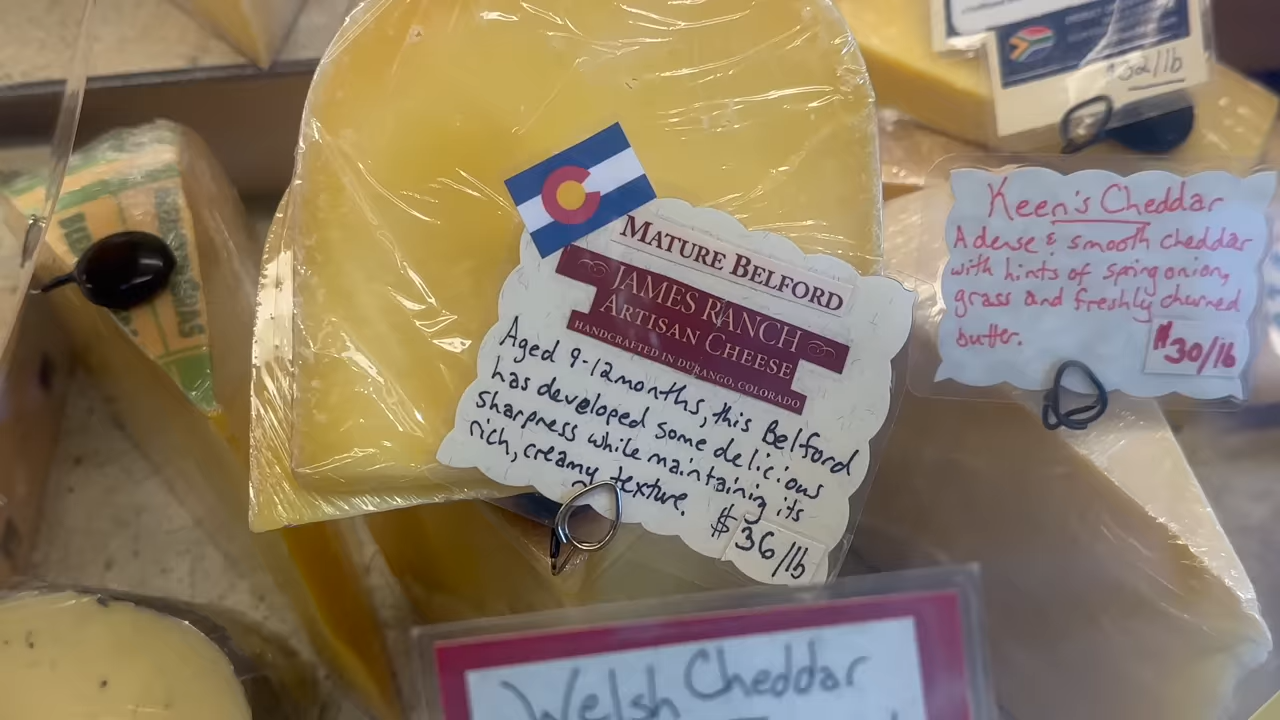 $32/lb
Keen's Cheddar
A dense & smooth cheddar
with hints of spring onion,
grass and freshly churned
butter.
$30/lb
MATURE BELFORD
JAMES RANCH
ARTISAN CHEESE
HANDCRAFTED IN DURANGO, COLORADO
Aged 9-12 months, this Belford
has developed some delicious
sharpness while maintaining its
rich, creamy texture.
$36/lb
Welsh Cheddar